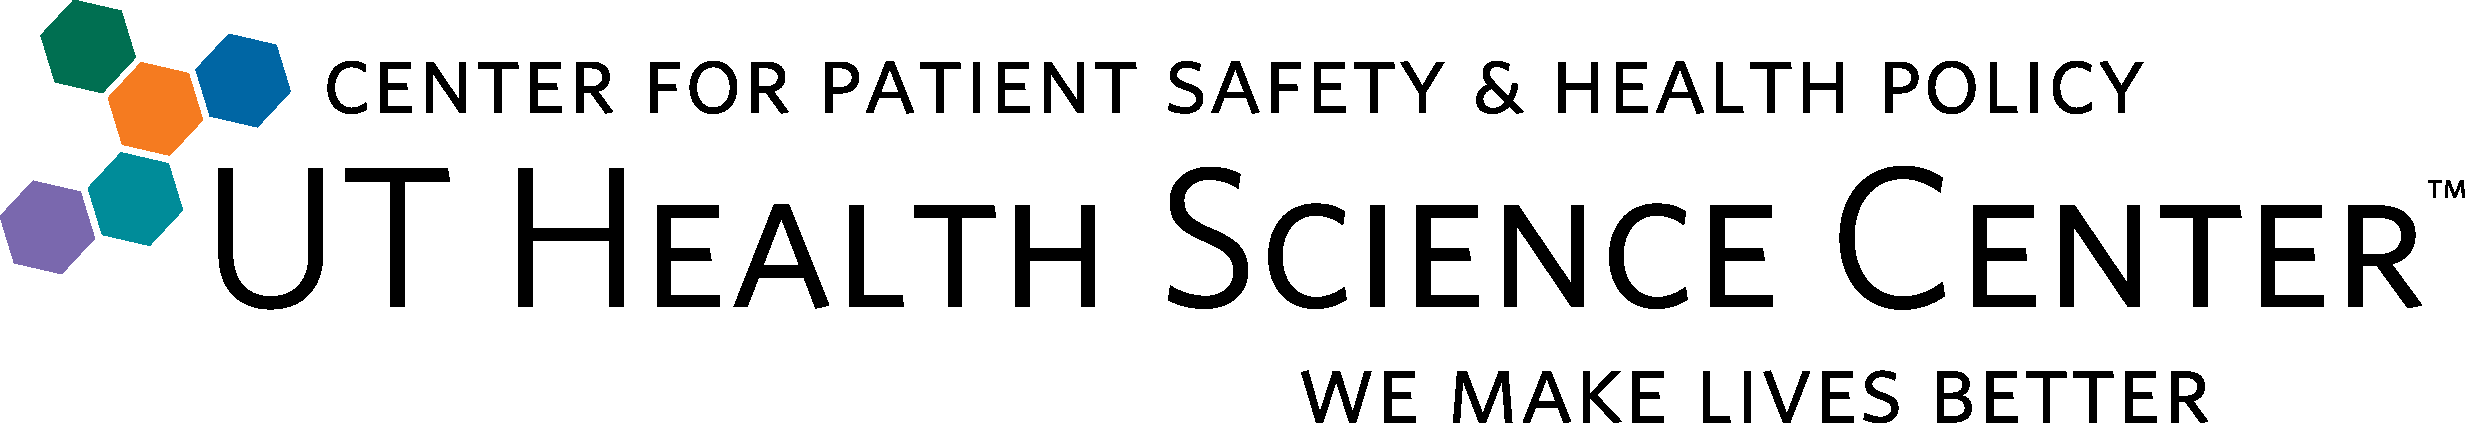 CENTER FOR PATIENT SAFETY & HEALTH POLICY
UT HEALTH SCIENCE CENTER™
WE MAKE LIVES BETTER